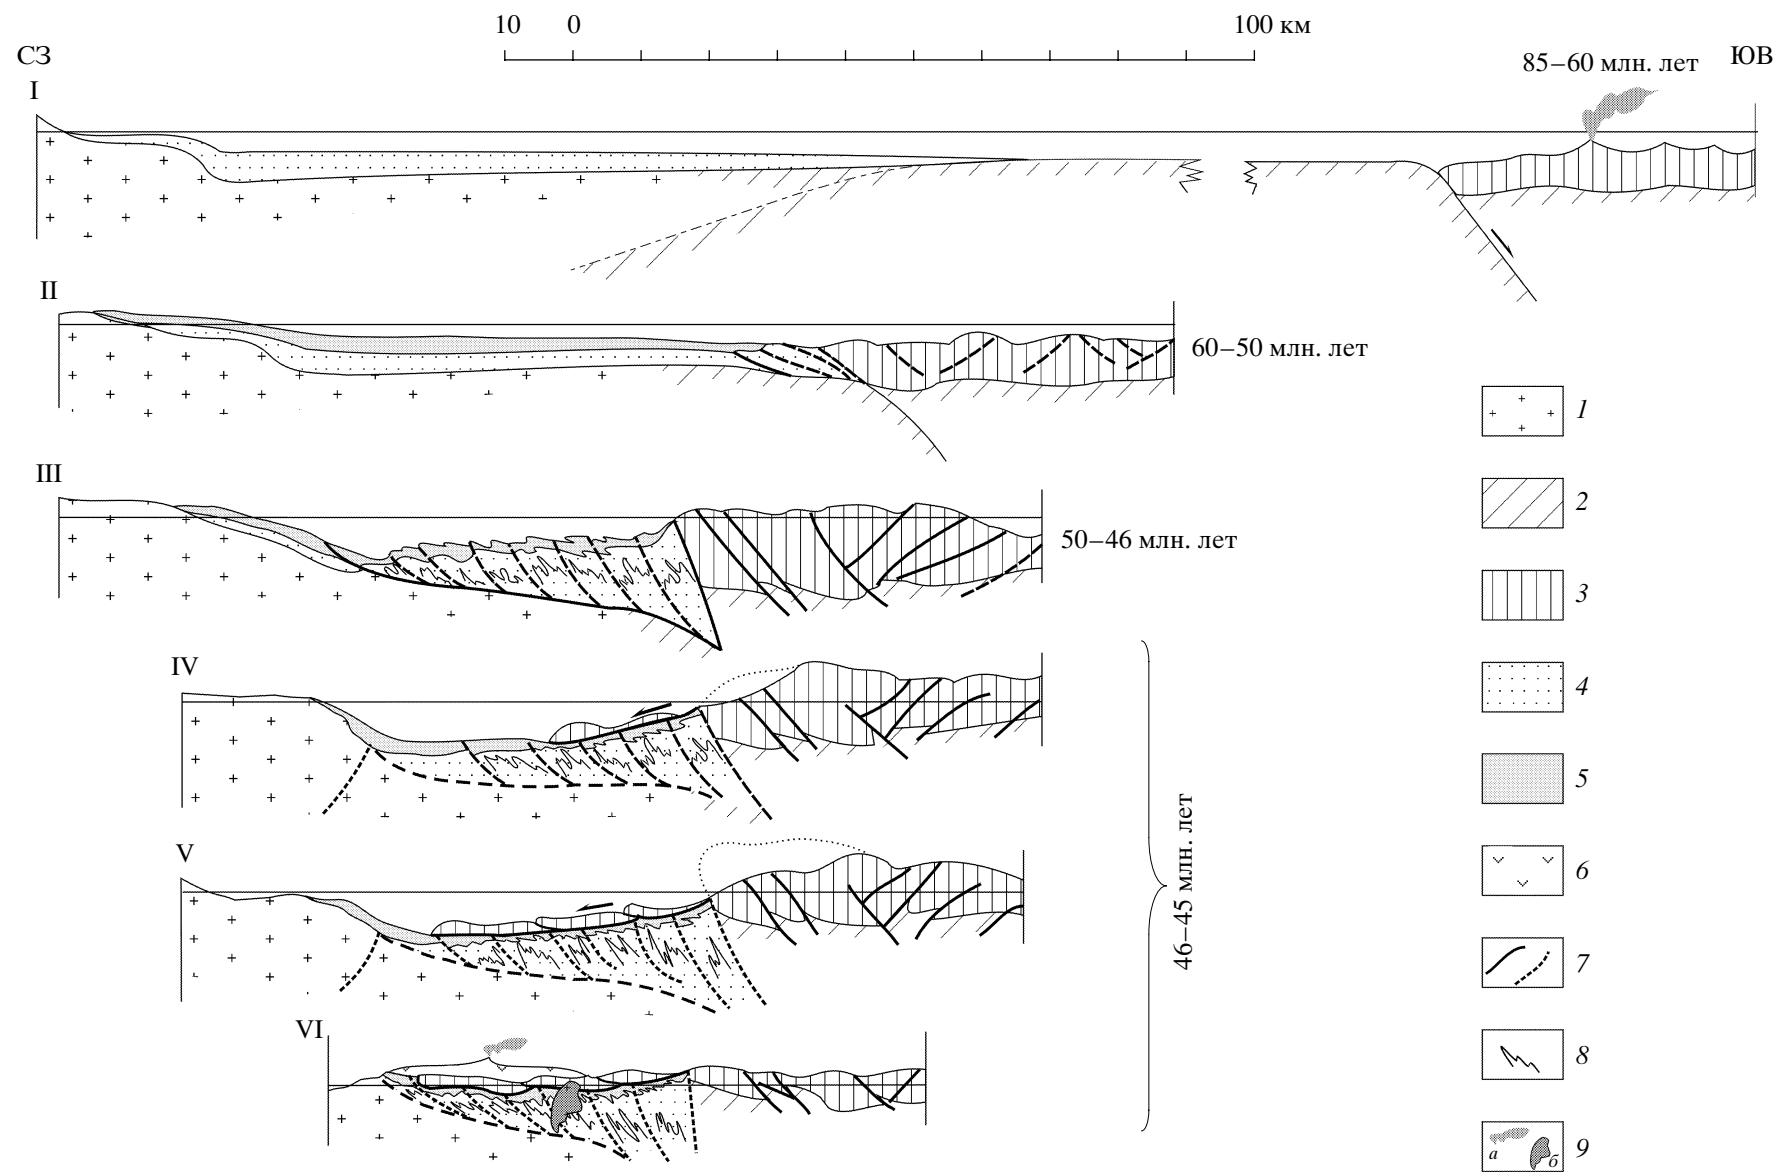 10 0 100 км
СЗ
85–60 млн. лет
ЮВ
I
II
60–50 млн. лет
1
III
2
50–46 млн. лет
3
IV
4
5
46–45 млн. лет
V
6
7
VI
8
9
а
б